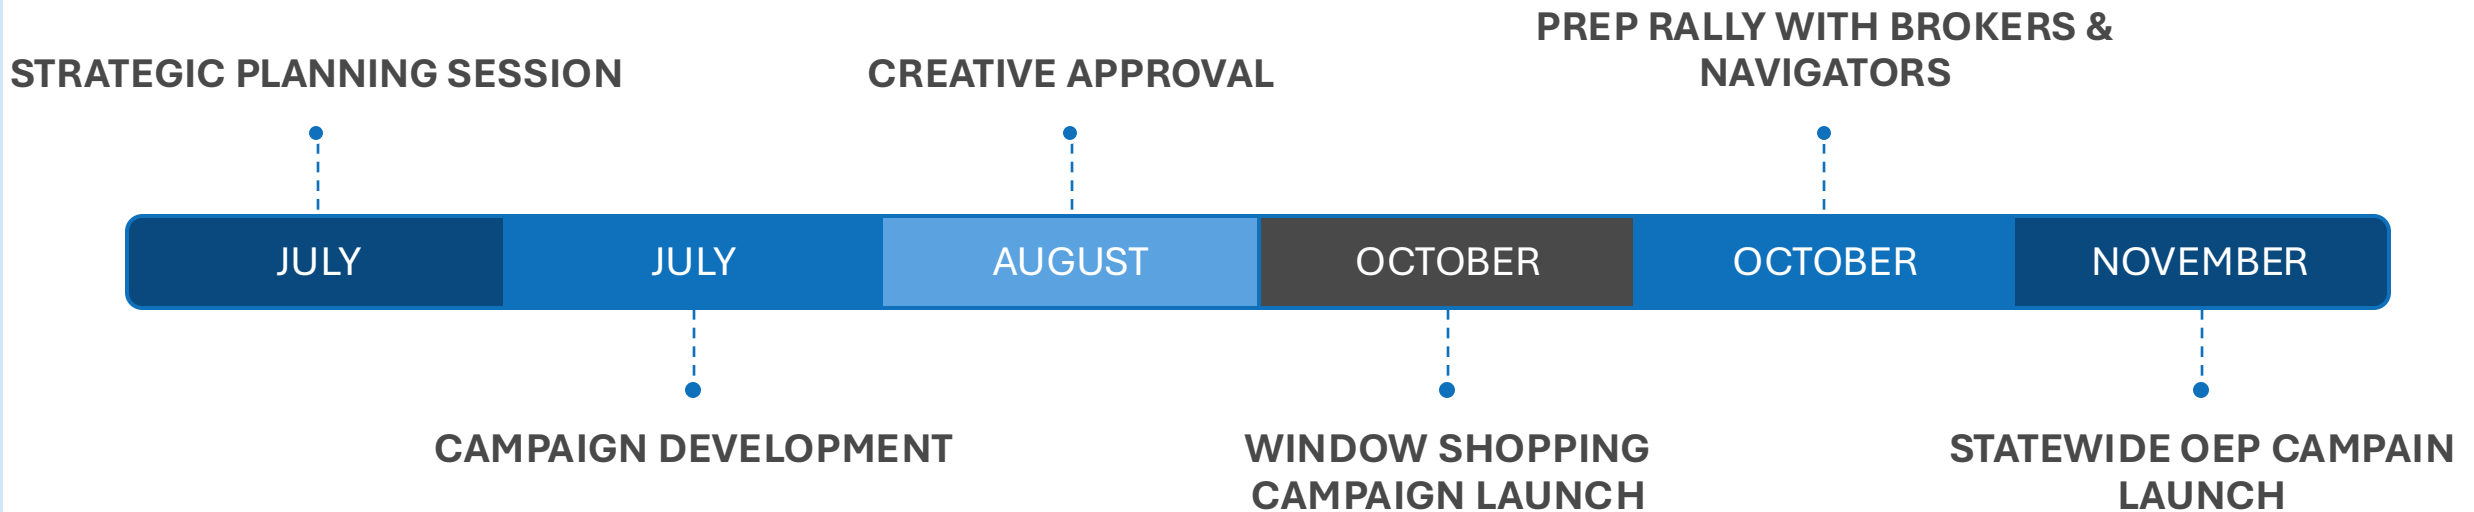 PREP RALLY WITH BROKERS &
NAVIGATORS
STRATEGIC PLANNING SESSION
CREATIVE APPROVAL
JULY
JULY
AUGUST
OCTOBER
OCTOBER
NOVEMBER
CAMPAIGN DEVELOPMENT
WINDOW SHOPPING
CAMPAIGN LAUNCH
STATEWIDE OEP CAMPAIN
LAUNCH